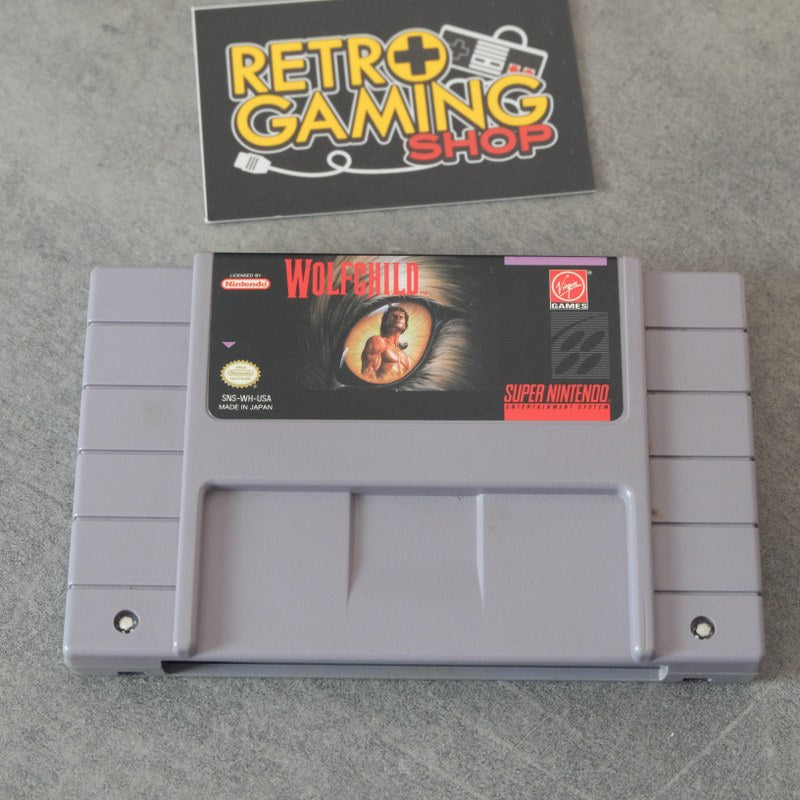 RETRO
GAMING
SHOP
LICENSED BY
Nintendo
WOLFCHILD
Virgin
GAMES
SNS-WH-USA
MADE IN JAPAN
SUPER NINTENDO
ENTERTAINMENT SYSTEM